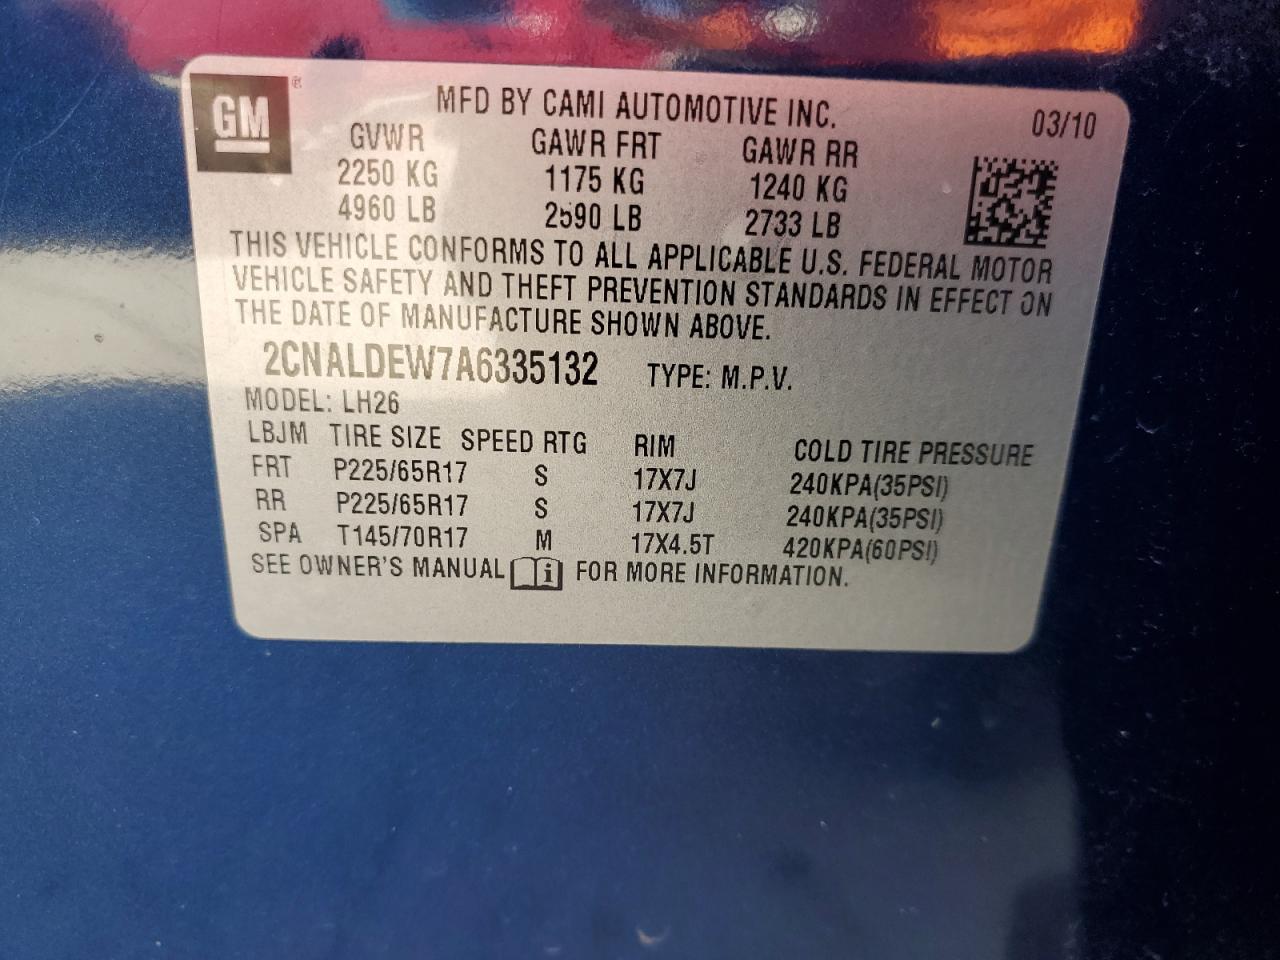 GM ®
MFD BY CAMI AUTOMOTIVE INC. 03/10
GVWR GAWR FRT GAWR RR
2250 KG 1175 KG 1240 KG
4960 LB 2590 LB 2733 LB
THIS VEHICLE CONFORMS TO ALL APPLICABLE U.S. FEDERAL MOTOR
VEHICLE SAFETY AND THEFT PREVENTION STANDARDS IN EFFECT ON
THE DATE OF MANUFACTURE SHOWN ABOVE.
2CNALDEW7A6335132 TYPE: M.P.V.
MODEL: LH26
LBJM TIRE SIZE SPEED RTG RIM COLD TIRE PRESSURE
FRT P225/65R17 S 17X7J 240KPA(35PSI)
RR P225/65R17 S 17X7J 240KPA(35PSI)
SPA T145/70R17 M 17X4.5T 420KPA(60PSI)
SEE OWNER'S MANUAL i FOR MORE INFORMATION.